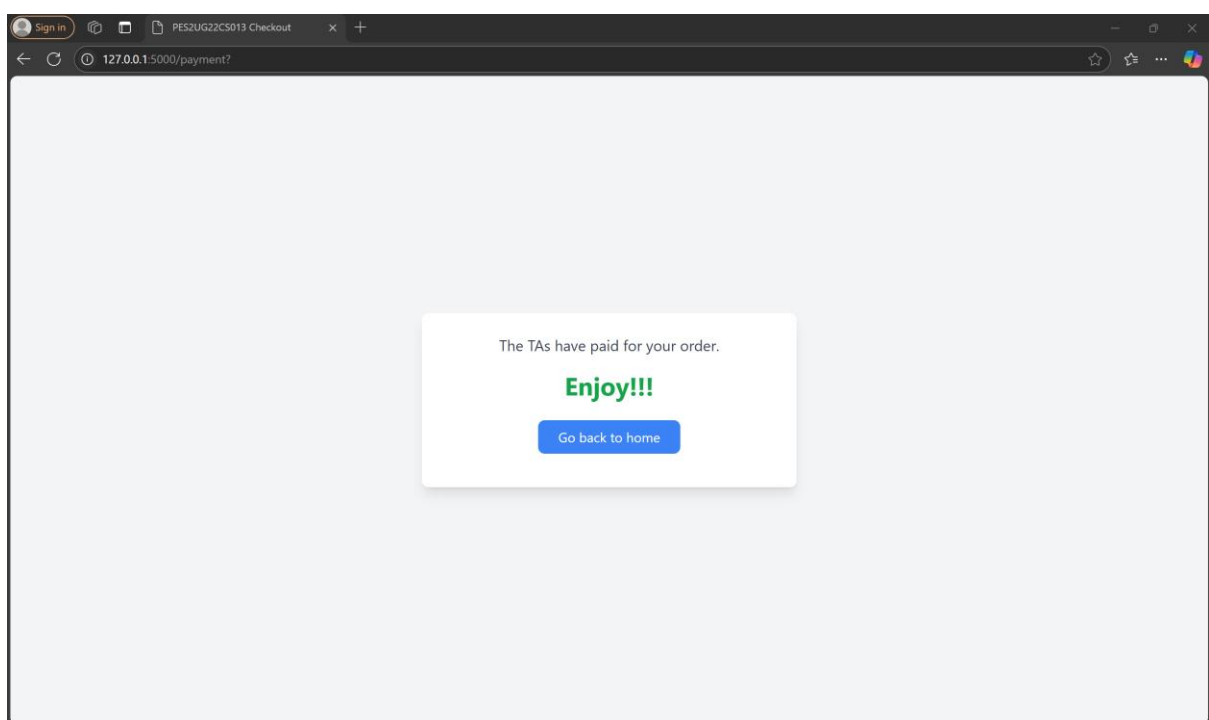 Sign in
PES2UG22CS013 Checkout
127.0.0.1:5000/payment?
The TAs have paid for your order.
Enjoy!!!
Go back to home